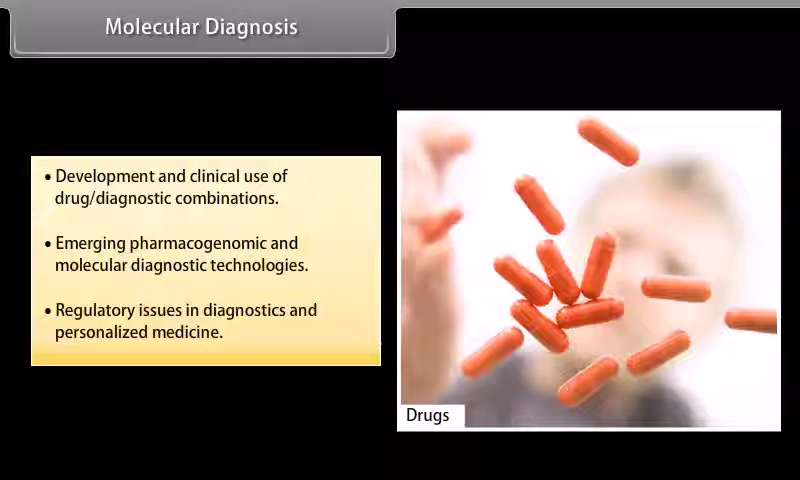 Molecular Diagnosis
• Development and clinical use of
drug/diagnostic combinations.
• Emerging pharmacogenomic and
molecular diagnostic technologies.
• Regulatory issues in diagnostics and
personalized medicine.
Drugs